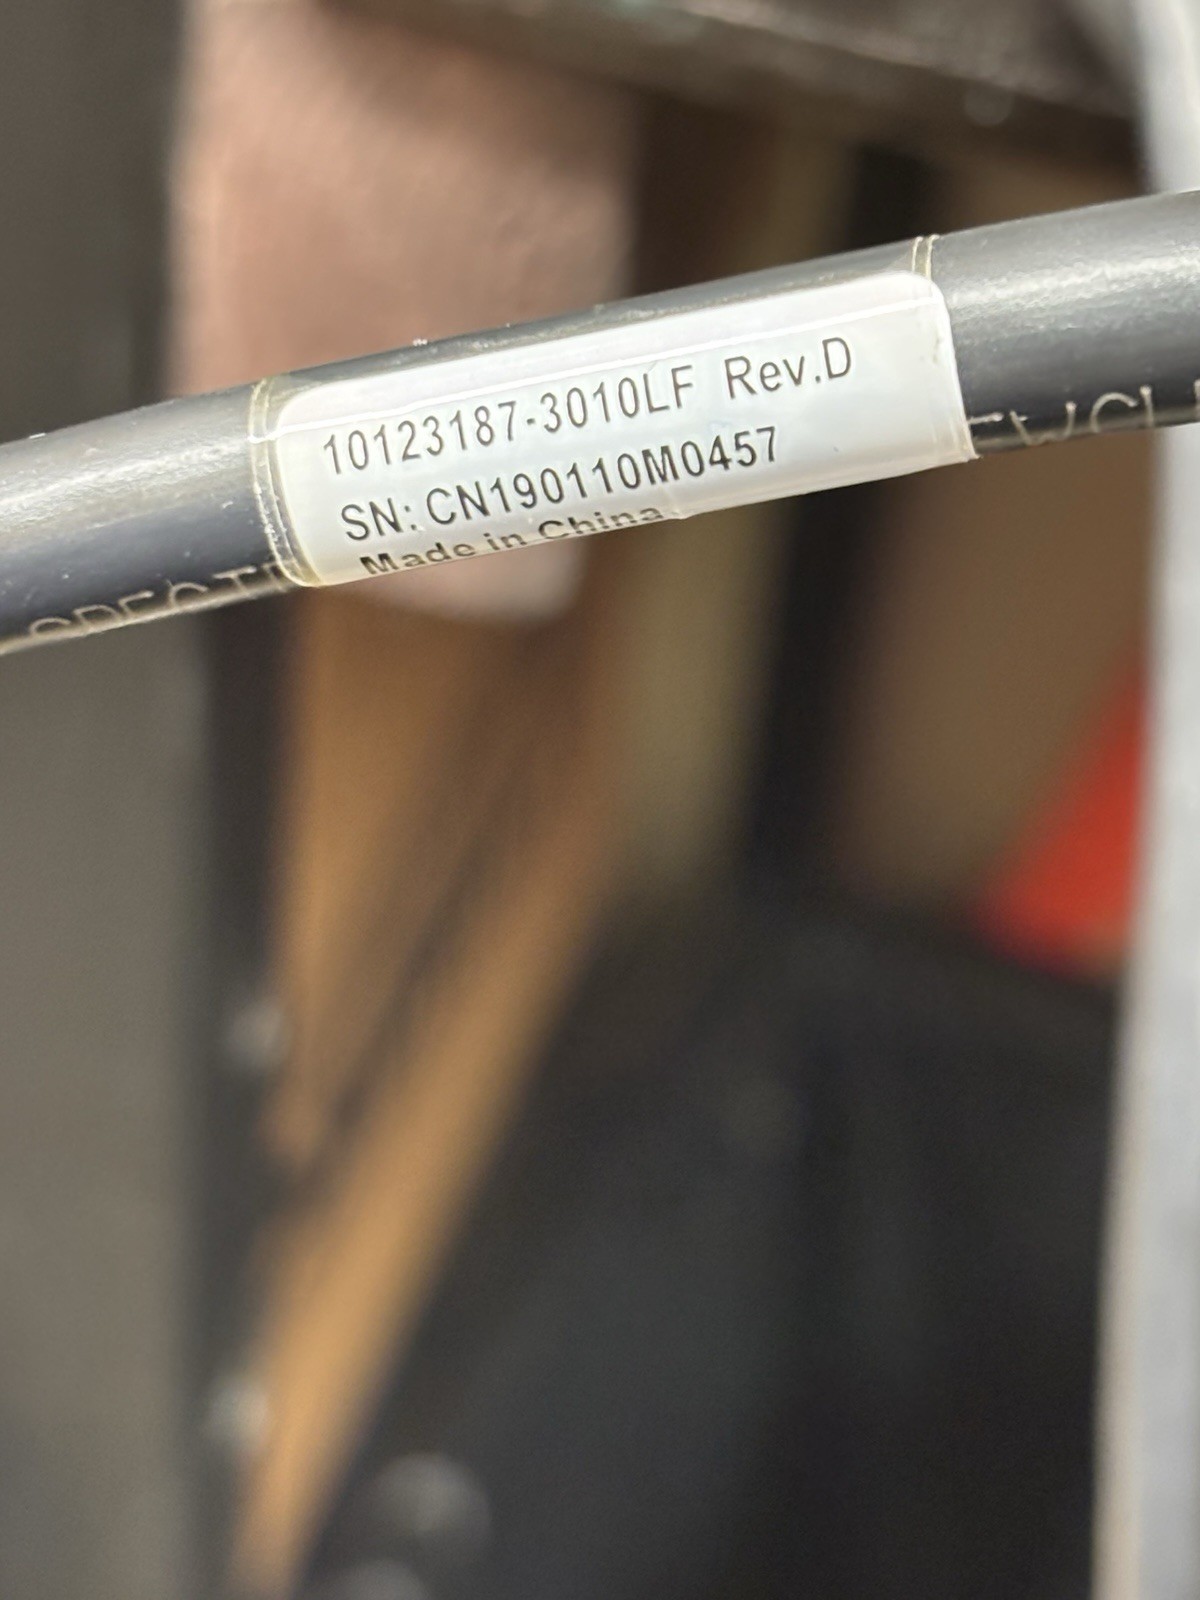 10123187-3010LF Rev.D
SN: CN190110M0457
Made in China